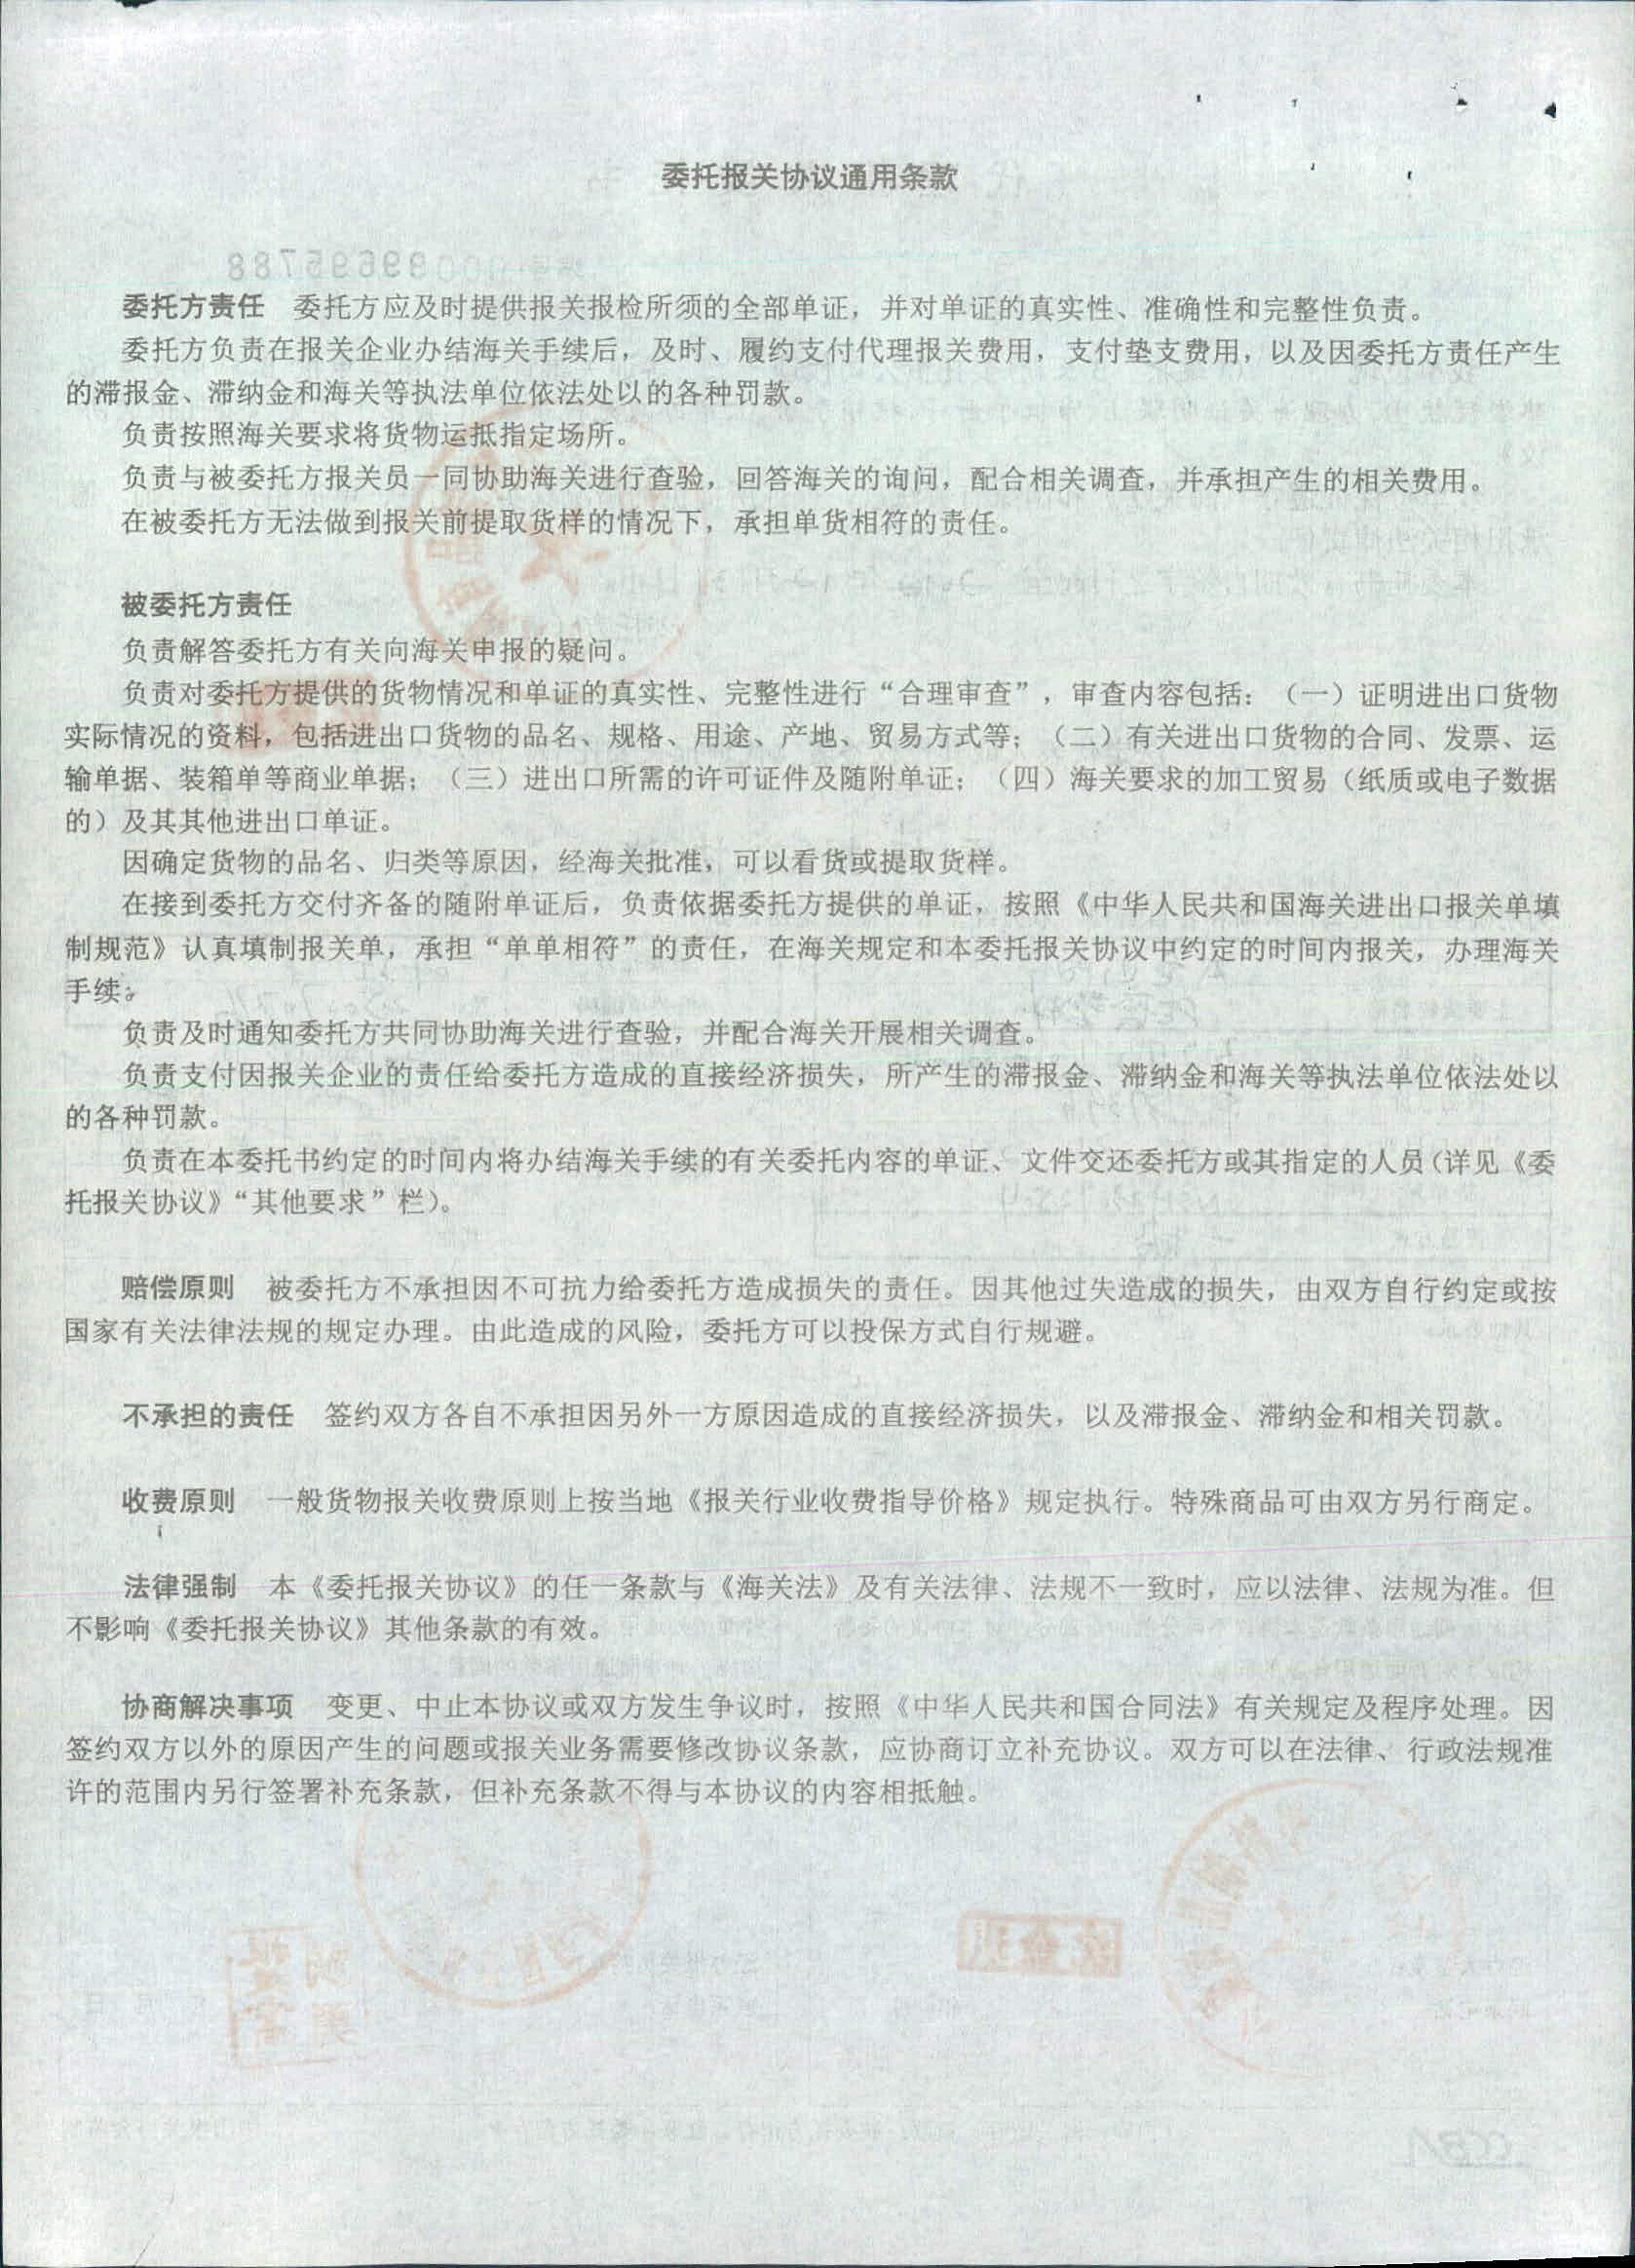 委托报关协议通用条款
委托方责任　委托方应及时提供报关报检所须的全部单证，并对单证的真实性、准确性和完整性负责。
委托方负责在报关企业办结海关手续后，及时、履约支付代理报关费用，支付垫支费用，以及因委托方责任产生
的滞报金、滞纳金和海关等执法单位依法处以的各种罚款。
负责按照海关要求将货物运抵指定场所。
负责与被委托方报关员一同协助海关进行查验，回答海关的询问，配合相关调查，并承担产生的相关费用。
在被委托方无法做到报关前提取货样的情况下，承担单货相符的责任。
被委托方责任
负责解答委托方有关向海关申报的疑问。
负责对委托方提供的货物情况和单证的真实性、完整性进行“合理审查”，审查内容包括：（一）证明进出口货物
实际情况的资料，包括进出口货物的品名、规格、用途、产地、贸易方式等；（二）有关进出口货物的合同、发票、运
输单据、装箱单等商业单据；（三）进出口所需的许可证件及随附单证；（四）海关要求的加工贸易（纸质或电子数据
的）及其其他进出口单证。
因确定货物的品名、归类等原因，经海关批准，可以看货或提取货样。
在接到委托方交付齐备的随附单证后，负责依据委托方提供的单证，按照《中华人民共和国海关进出口报关单填
制规范》认真填制报关单，承担“单单相符”的责任，在海关规定和本委托报关协议中约定的时间内报关，办理海关
手续。
负责及时通知委托方共同协助海关进行查验，并配合海关开展相关调查。
负责支付因报关企业的责任给委托方造成的直接经济损失，所产生的滞报金、滞纳金和海关等执法单位依法处以
的各种罚款。
负责在本委托书约定的时间内将办结海关手续的有关委托内容的单证、文件交还委托方或其指定的人员（详见《委
托报关协议》“其他要求”栏）。
赔偿原则　被委托方不承担因不可抗力给委托方造成损失的责任。因其他过失造成的损失，由双方自行约定或按
国家有关法律法规的规定办理。由此造成的风险，委托方可以投保方式自行规避。
不承担的责任　签约双方各自不承担因另外一方原因造成的直接经济损失，以及滞报金、滞纳金和相关罚款。
收费原则　一般货物报关收费原则上按当地《报关行业收费指导价格》规定执行。特殊商品可由双方另行商定。
法律强制　本《委托报关协议》的任一条款与《海关法》及有关法律、法规不一致时，应以法律、法规为准。但
不影响《委托报关协议》其他条款的有效。
协商解决事项　变更、中止本协议或双方发生争议时，按照《中华人民共和国合同法》有关规定及程序处理。因
签约双方以外的原因产生的问题或报关业务需要修改协议条款，应协商订立补充协议。双方可以在法律、行政法规准
许的范围内另行签署补充条款，但补充条款不得与本协议的内容相抵触。